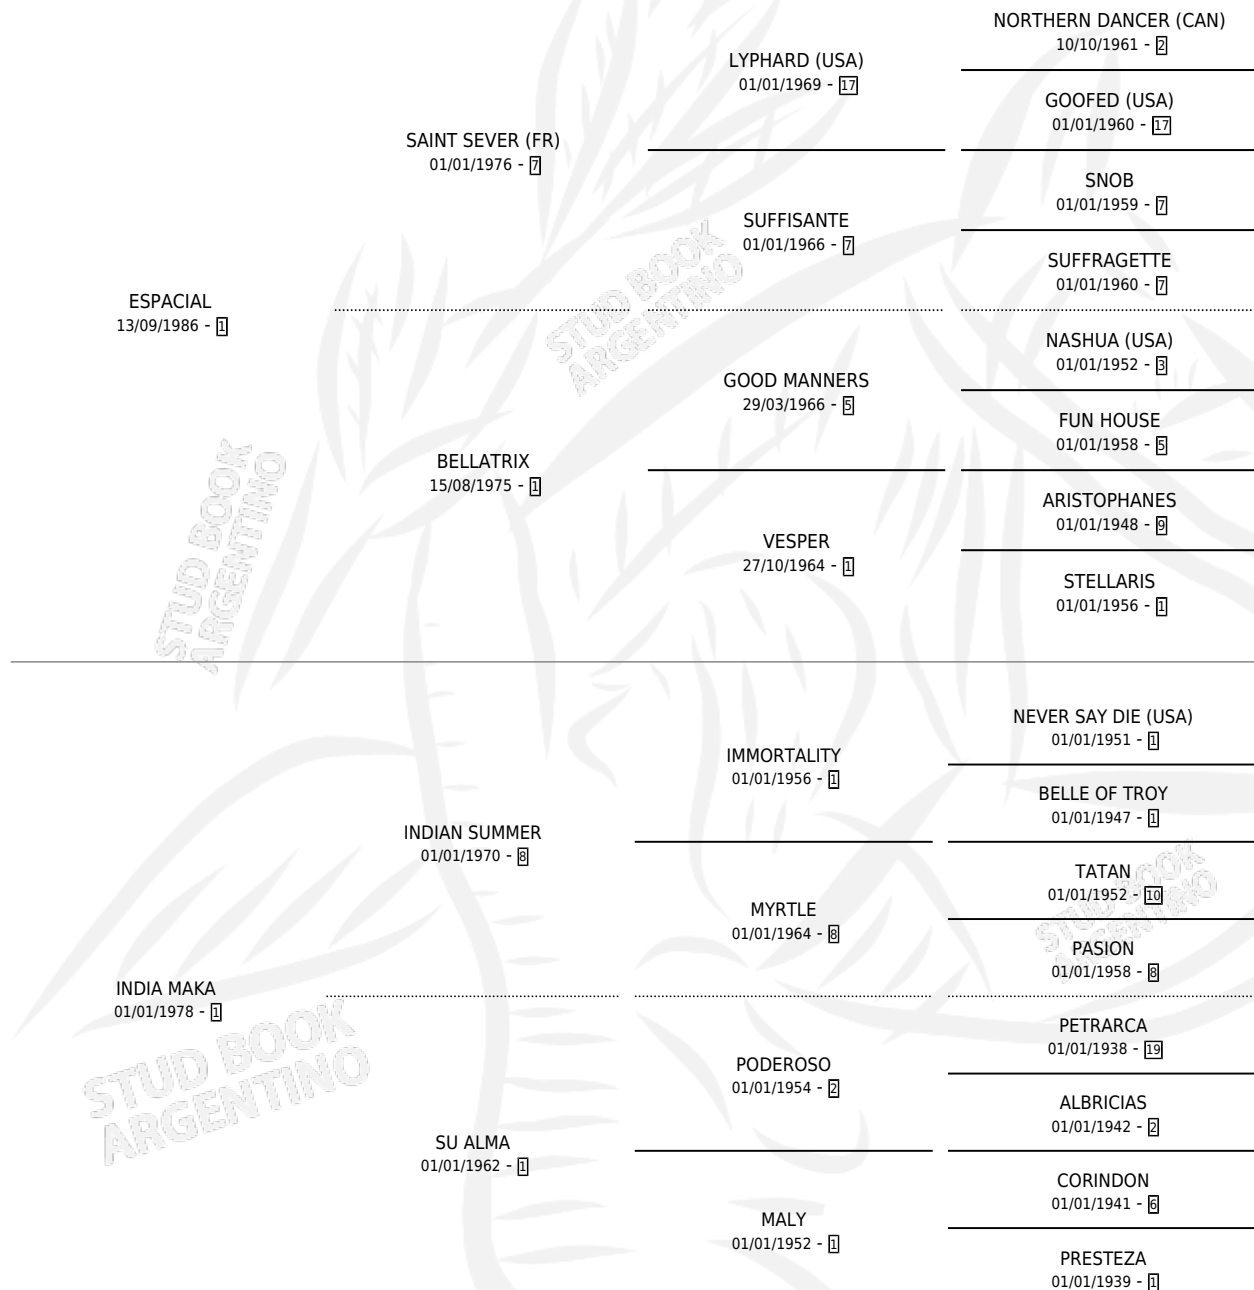 NORTHERN DANCER (CAN)
10/10/1961 - 2
LYPHARD (USA)
01/01/1969 - 17
GOOFED (USA)
01/01/1960 - 17
SAINT SEVER (FR)
01/01/1976 - 7
SNOB
01/01/1959 - 7
SUFFISANTE
01/01/1966 - 7
SUFFRAGETTE
01/01/1960 - 7
ESPACIAL
13/09/1986 - 1
NASHUA (USA)
01/01/1952 - 3
GOOD MANNERS
29/03/1966 - 5
FUN HOUSE
01/01/1958 - 5
BELLATRIX
15/08/1975 - 1
ARISTOPHANES
01/01/1948 - 9
VESPER
27/10/1964 - 1
STELLARIS
01/01/1956 - 1
STUD BOOK
ARGENTINO
STUD BOOK
ARGENTINO
NEVER SAY DIE (USA)
01/01/1951 - 1
IMMORTALITY
01/01/1956 - 1
BELLE OF TROY
01/01/1947 - 1
INDIAN SUMMER
01/01/1970 - 8
TATAN
01/01/1952 - 10
MYRTLE
01/01/1964 - 8
PASION
01/01/1958 - 8
INDIA MAKA
01/01/1978 - 1
PETRARCA
01/01/1938 - 19
PODEROSO
01/01/1954 - 2
ALBRICIAS
01/01/1942 - 2
SU ALMA
01/01/1962 - 1
CORINDON
01/01/1941 - 6
MALY
01/01/1952 - 1
PRESTEZA
01/01/1939 - 1
STUD BOOK
ARGENTINO
STUD BOOK
ARGENTINO